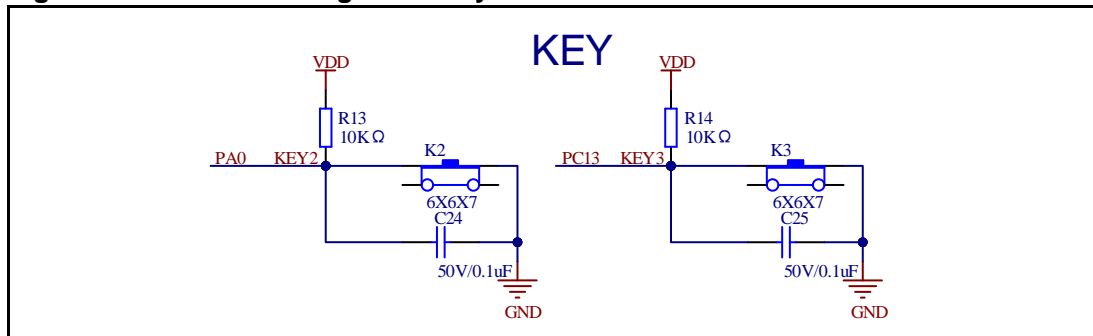 KEY
VDD
R13
10KΩ
PA0 KEY2
K2
6X6X7
C24
50V/0.1uF
GND
VDD
R14
10KΩ
PC13 KEY3
K3
6X6X7
C25
50V/0.1uF
GND